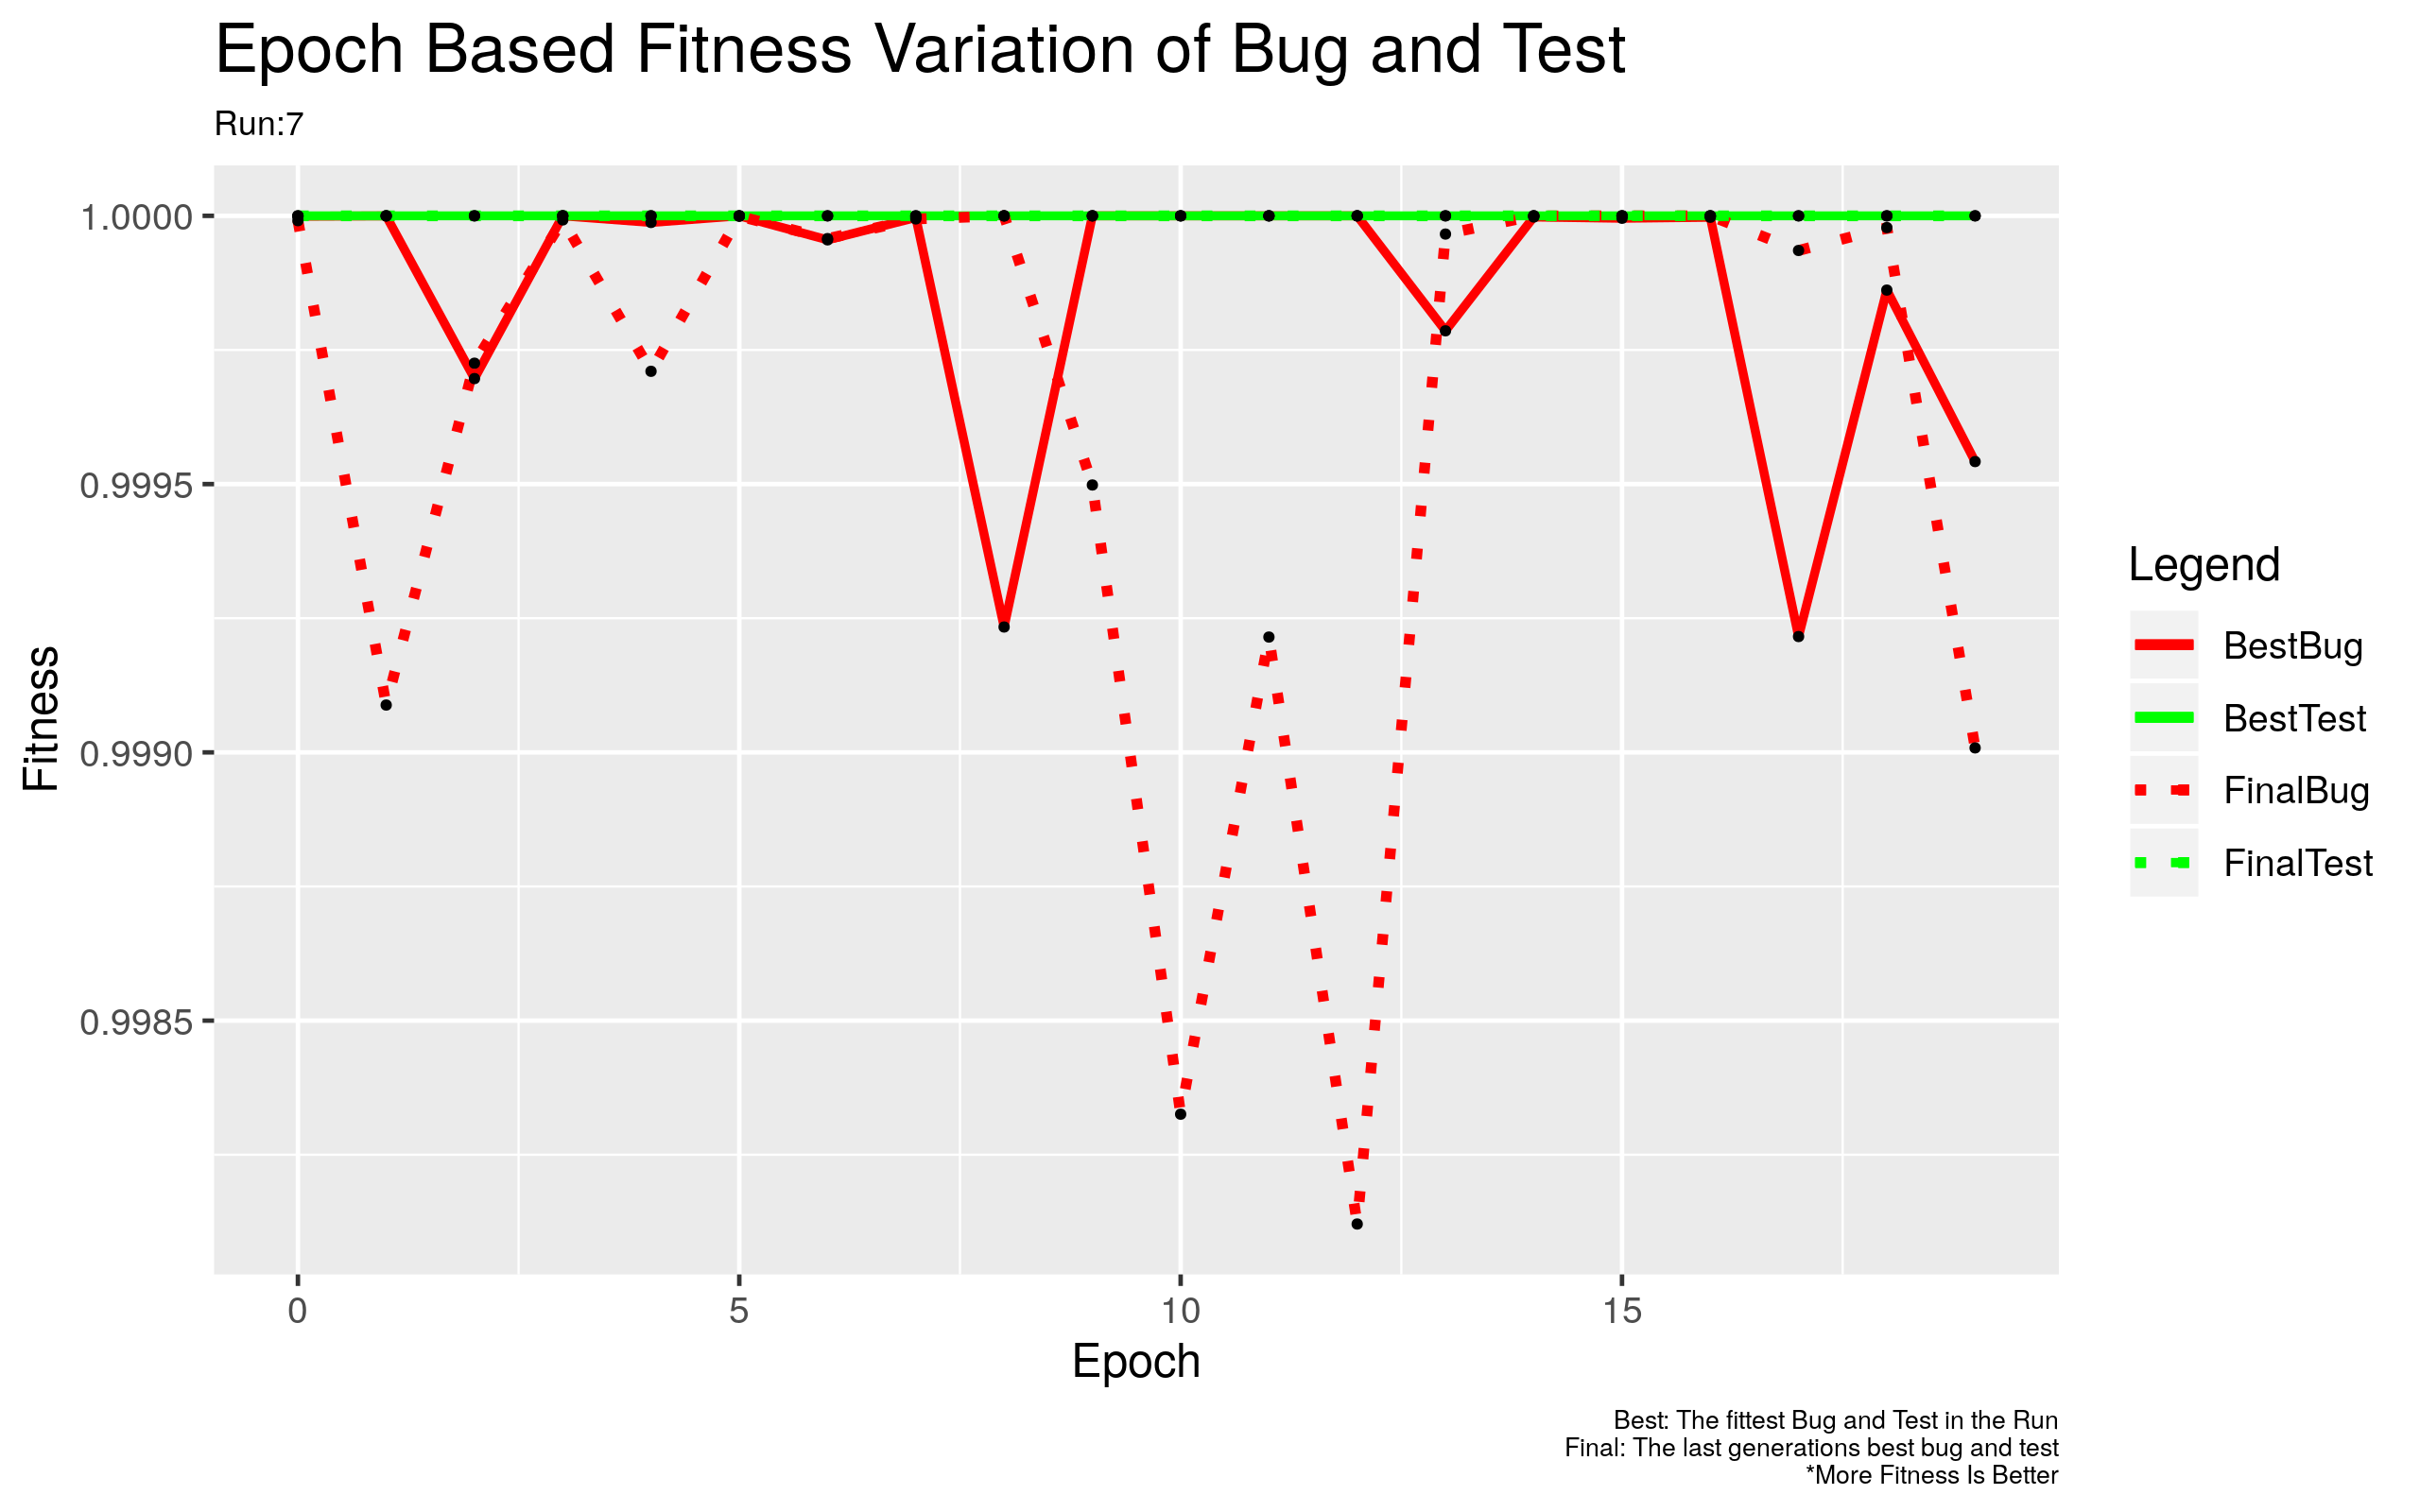 Epoch Based Fitness Variation of Bug and Test
Run:7
1.0000
0.9995
0.9990
0.9985
Fitness
0 5 10 15
Epoch
Legend
BestBug
BestTest
FinalBug
FinalTest
Best: The fittest Bug and Test in the Run
Final: The last generations best bug and test
*More Fitness Is Better